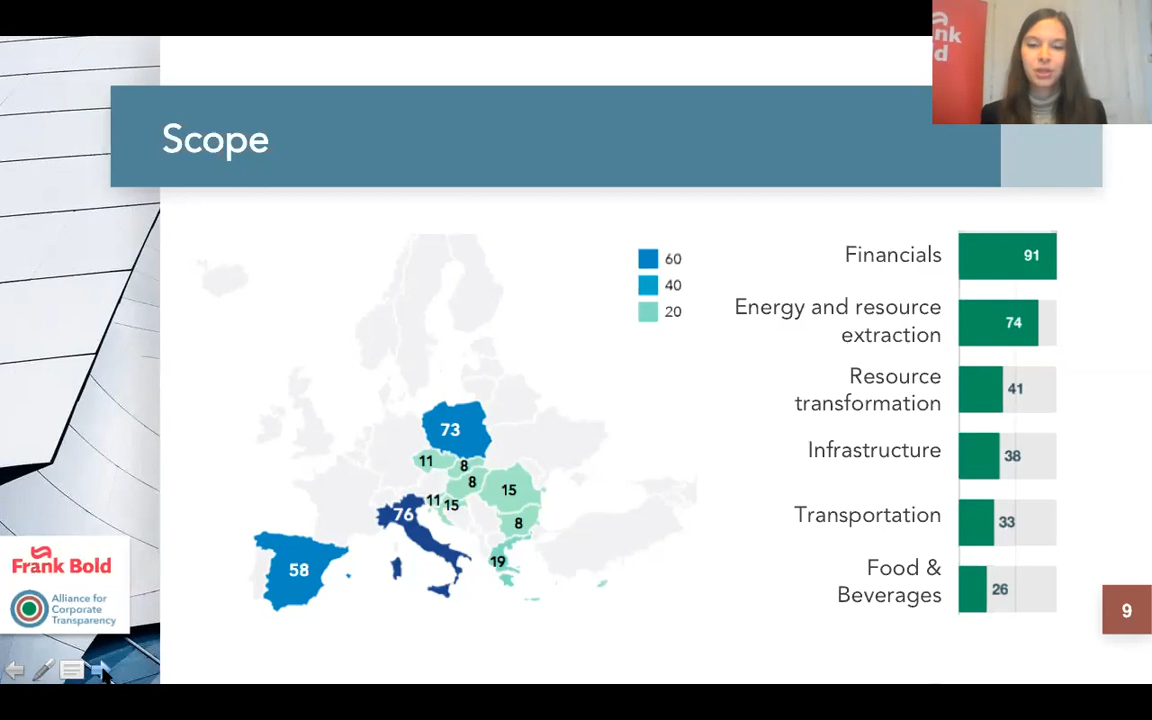 ank
d
Scope
60
40
20
73
11
8
8
15
11
15
76
8
19
58
Financials
91
Energy and resource
extraction
74
Resource
transformation
41
Infrastructure
38
Transportation
33
Food &
Beverages
26
Frank Bold
Alliance for
Corporate
Transparency
9